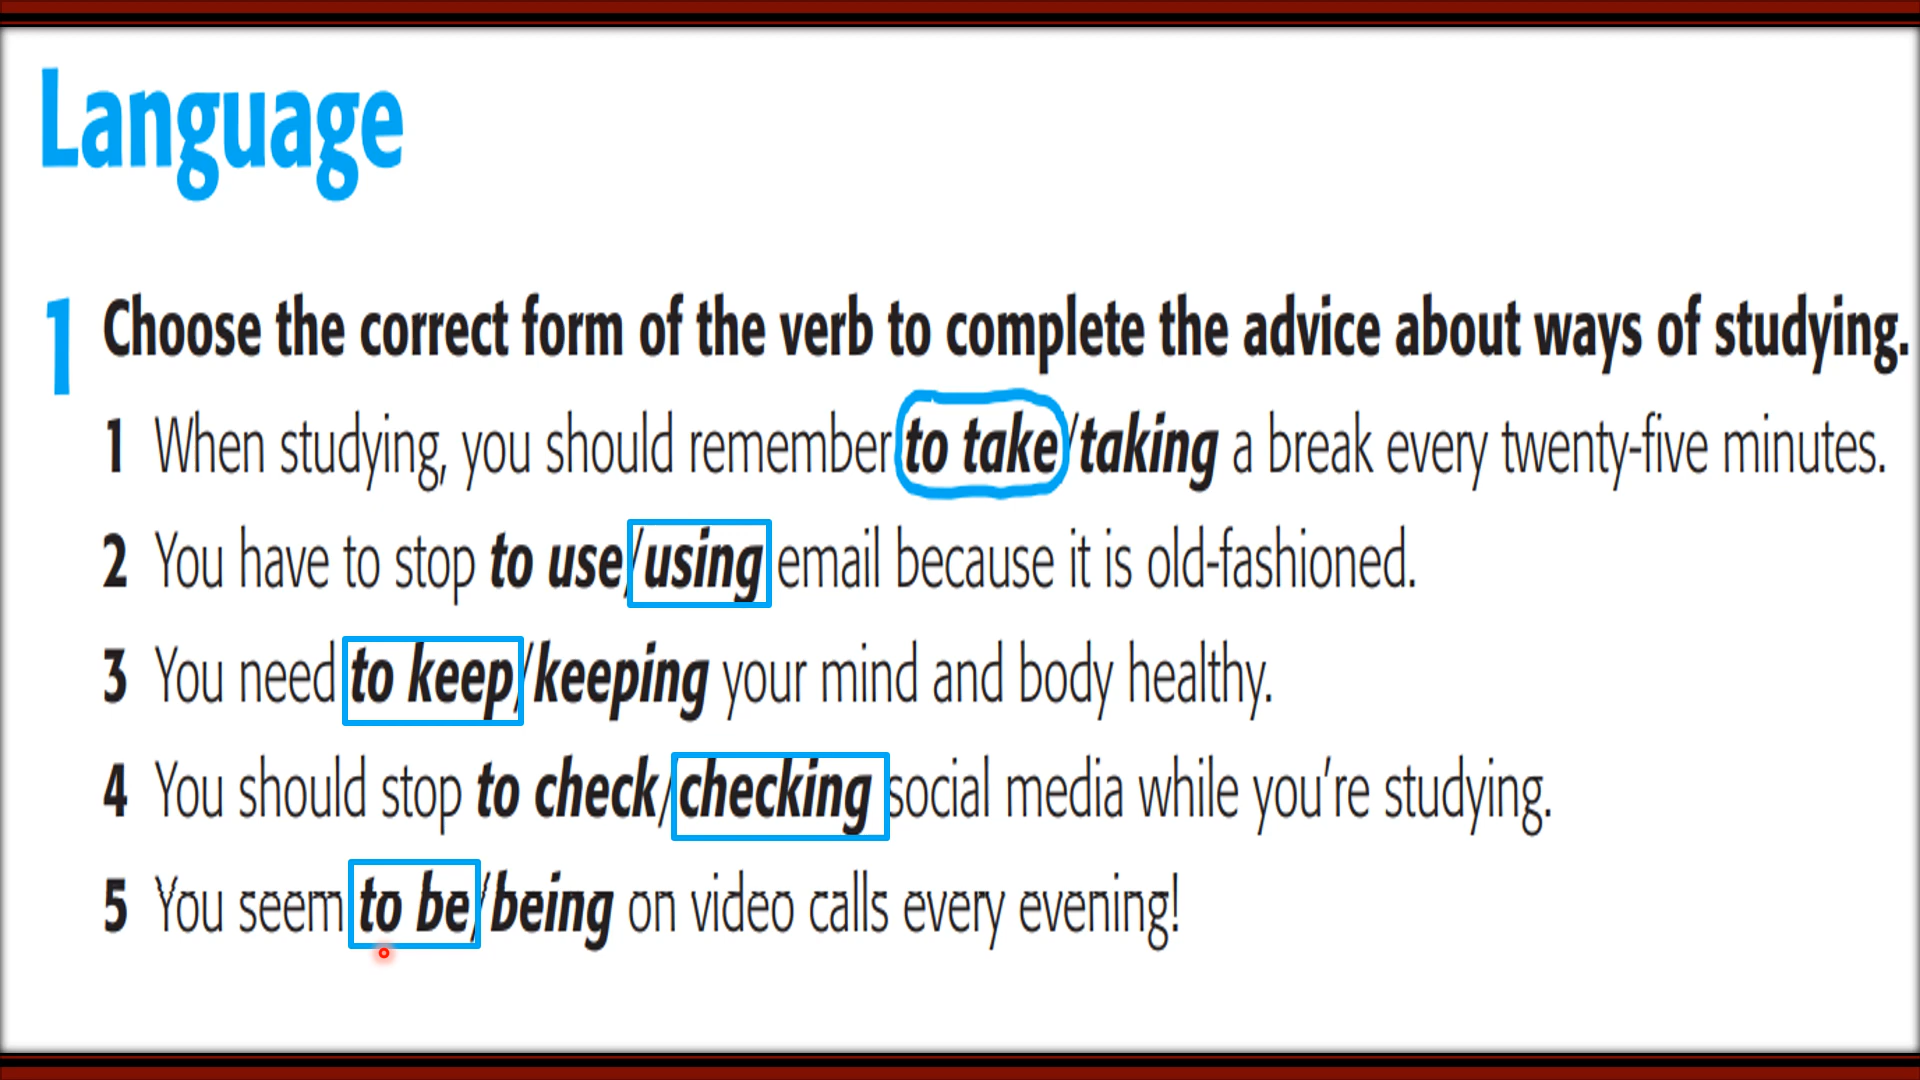 Language
1 Choose the correct form of the verb to complete the advice about ways of studying.
1 When studying, you should remember to take/taking a break every twenty-five minutes.
2 You have to stop to use/using email because it is old-fashioned.
3 You need to keep/keeping your mind and body healthy.
4 You should stop to check/checking social media while you're studying.
5 You seem to be/being on video calls every evening!